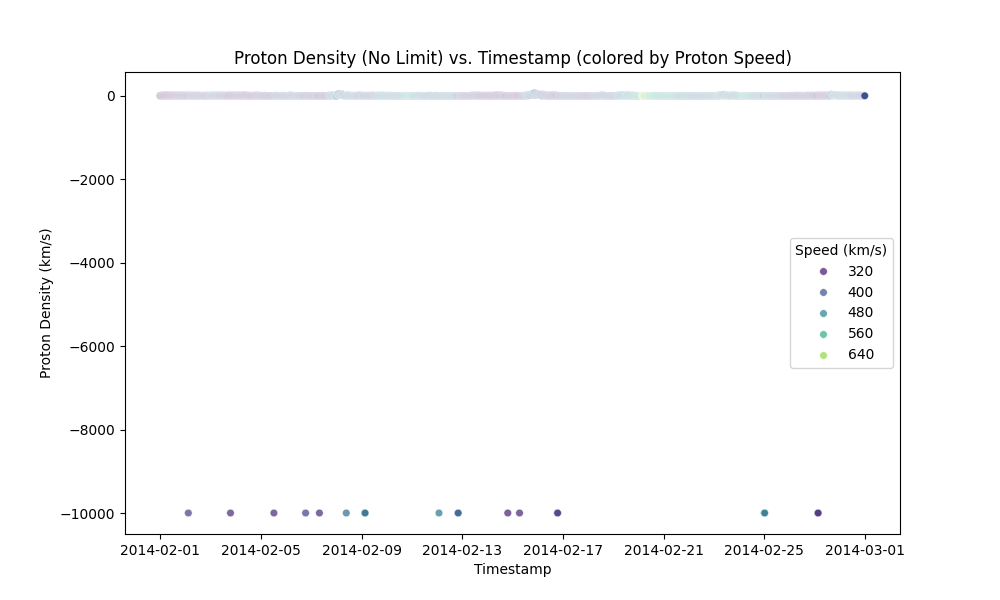 Proton Density (No Limit) vs. Timestamp (colored by Proton Speed)
0
−2000
−4000
−6000
−8000
−10000
Proton Density (km/s)
Speed (km/s)
320
400
480
560
640
2014-02-01 2014-02-05 2014-02-09 2014-02-13 2014-02-17 2014-02-21 2014-02-25 2014-03-01
Timestamp